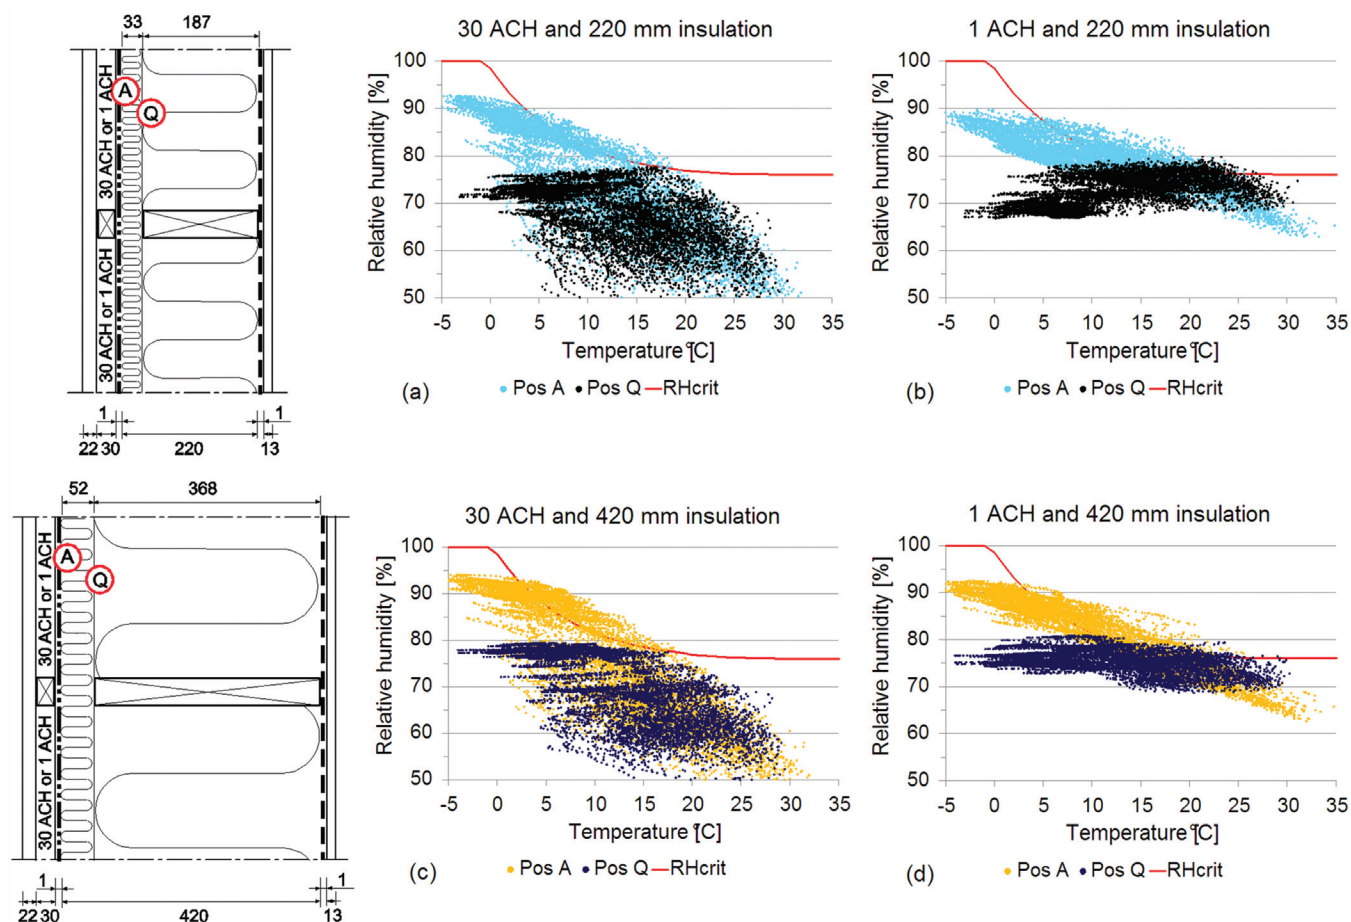 33 187
30 ACH or 1 ACH
A
Q
30 ACH or 1 ACH
1 1
22 30 220 13
30 ACH and 220 mm insulation
Relative humidity [%]
100
90
80
70
60
50
-5 0 5 10 15 20 25 30 35
Temperature °[C]
(a) Pos A Pos Q RHcrit
1 ACH and 220 mm insulation
Relative humidity [%]
100
90
80
70
60
50
-5 0 5 10 15 20 25 30 35
Temperature °[C]
(b) Pos A Pos Q RHcrit
52 368
30 ACH or 1 ACH
A
Q
30 ACH or 1 ACH
1 1
22 30 420 13
30 ACH and 420 mm insulation
Relative humidity [%]
100
90
80
70
60
50
-5 0 5 10 15 20 25 30 35
Temperature °[C]
(c) Pos A Pos Q RHcrit
1 ACH and 420 mm insulation
Relative humidity [%]
100
90
80
70
60
50
-5 0 5 10 15 20 25 30 35
Temperature °[C]
(d) Pos A Pos Q RHcrit